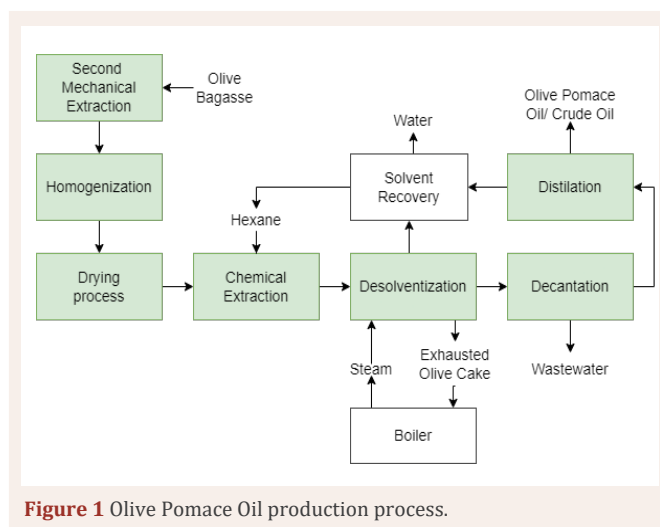 Second
Mechanical
Extraction
Olive
Bagasse
Olive Pomace
Oil/ Crude Oil
Water
Homogenization
Solvent
Recovery
Distilation
Hexane
Drying
process
Chemical
Extraction
Desolventization
Decantation
Steam
Exhausted
Olive Cake
Wastewater
Boiler
Figure 1 Olive Pomace Oil production process.